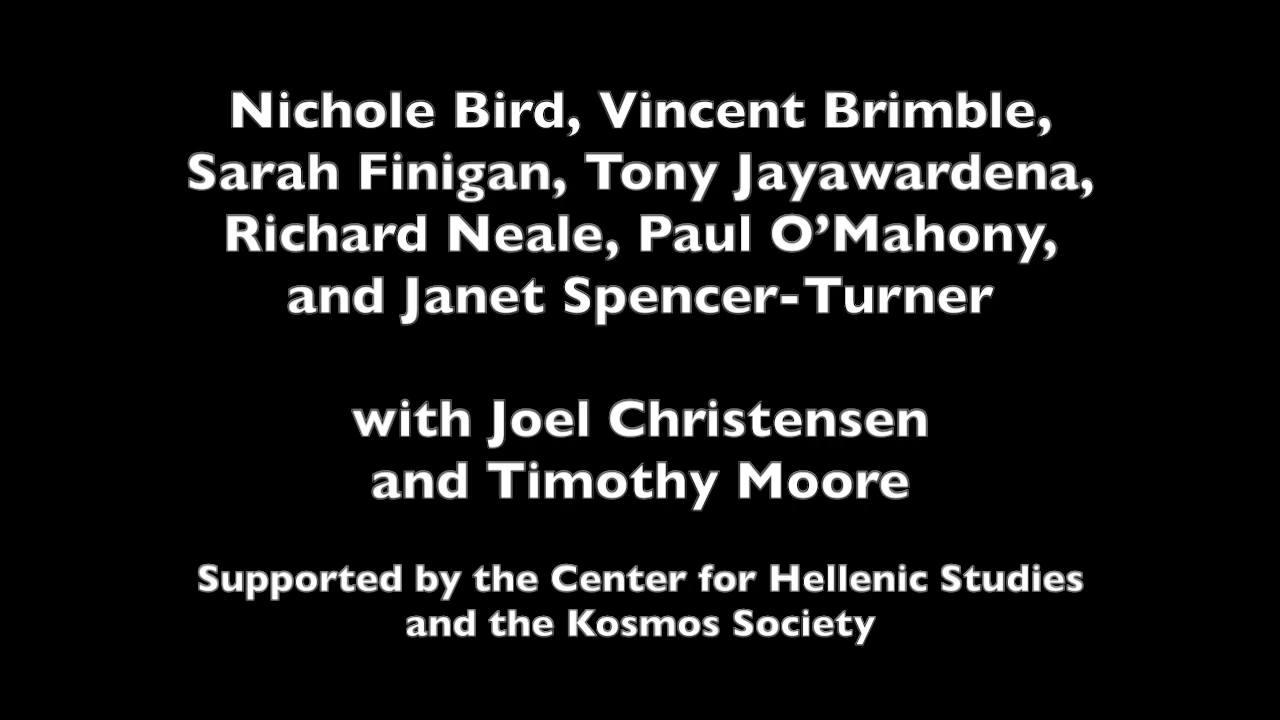 Nichole Bird, Vincent Brimble,
Sarah Finigan, Tony Jayawardena,
Richard Neale, Paul O’Mahony,
and Janet Spencer-Turner
with Joel Christensen
and Timothy Moore
Supported by the Center for Hellenic Studies
and the Kosmos Society